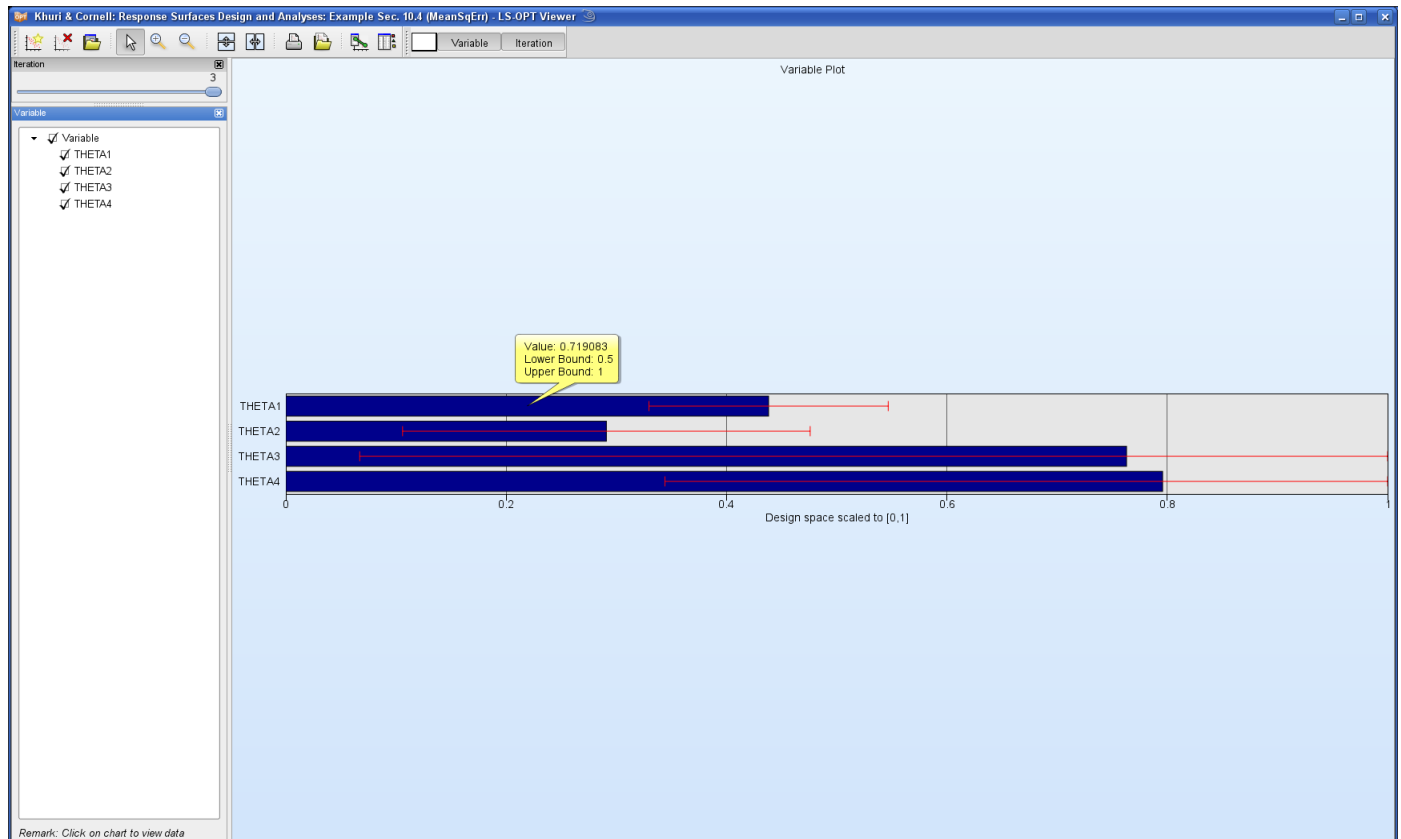 Khuri & Cornell: Response Surfaces Design and Analyses: Example Sec. 10.4 (MeanSqErr) - LS-OPT Viewer
Variable Iteration
Iteration
3
Variable
Variable
THETA1
THETA2
THETA3
THETA4
Remark: Click on chart to view data
Variable Plot
Value: 0.719083
Lower Bound: 0.5
Upper Bound: 1
THETA1
THETA2
THETA3
THETA4
0 0.2 0.4 0.6 0.8 1
Design space scaled to [0,1]